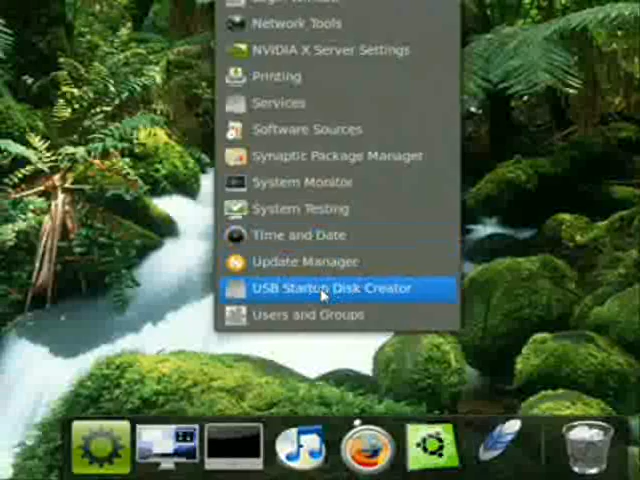 Network Tools
NVIDIA X Server Settings
Printing
Services
Software Sources
Synaptic Package Manager
System Monitor
System Testing
Time and Date
Update Manager
USB Startup Disk Creator
Users and Groups